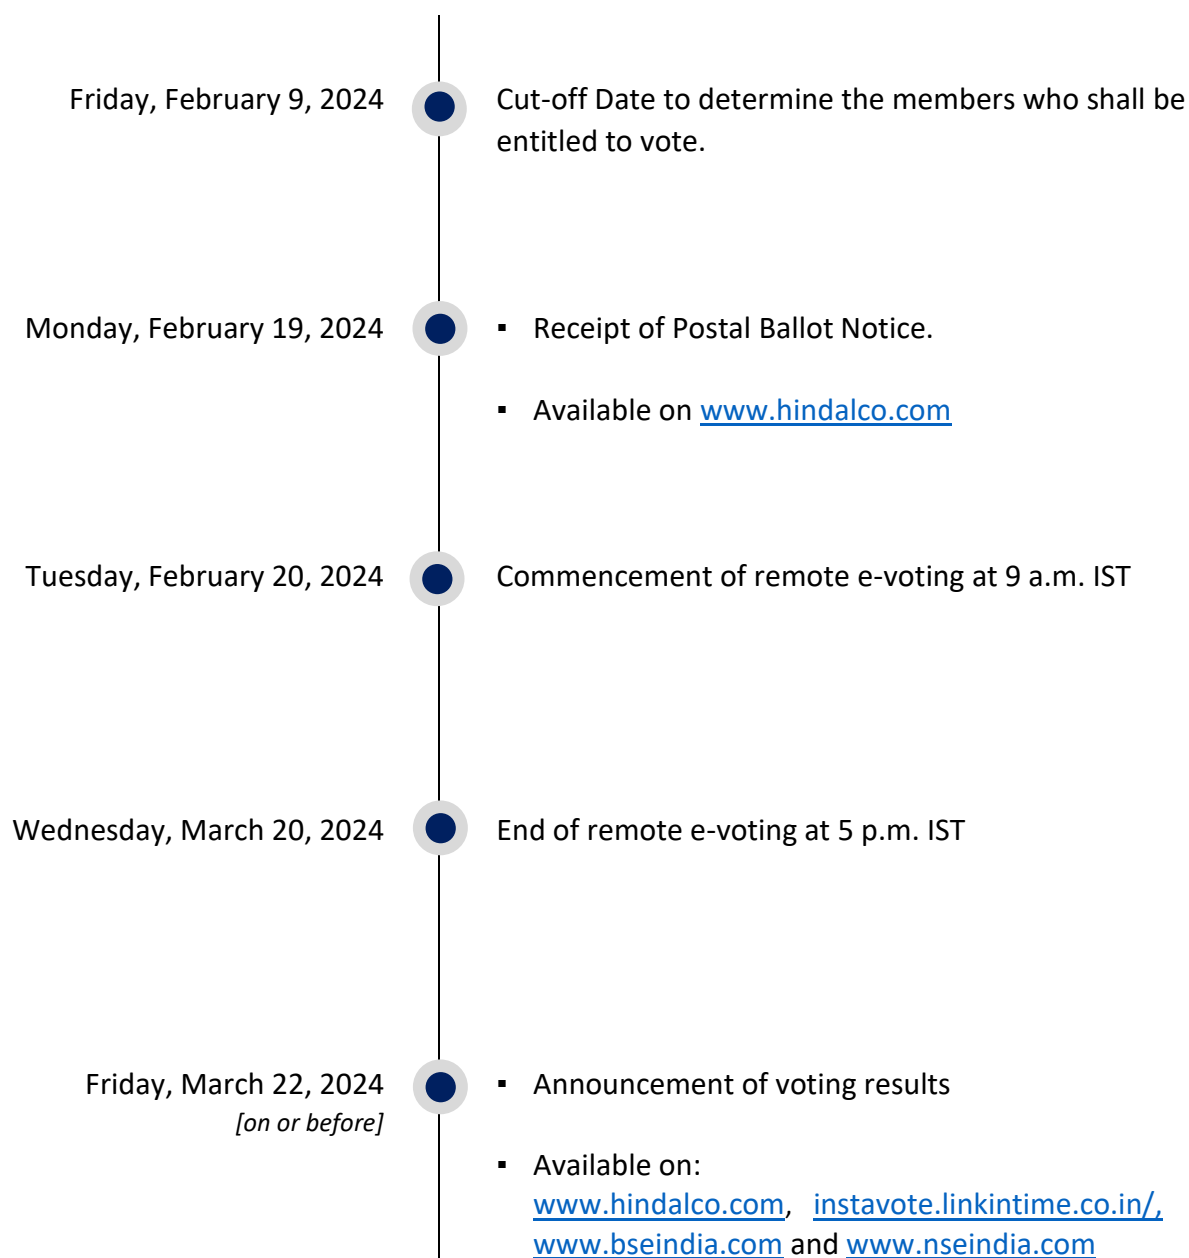 Friday, February 9, 2024
Cut-off Date to determine the members who shall be
entitled to vote.
Monday, February 19, 2024
▪ Receipt of Postal Ballot Notice.
▪ Available on www.hindalco.com
Tuesday, February 20, 2024
Commencement of remote e-voting at 9 a.m. IST
Wednesday, March 20, 2024
End of remote e-voting at 5 p.m. IST
Friday, March 22, 2024
[on or before]
▪ Announcement of voting results
▪ Available on:
www.hindalco.com, instavote.linkintime.co.in/,
www.bseindia.com and www.nseindia.com